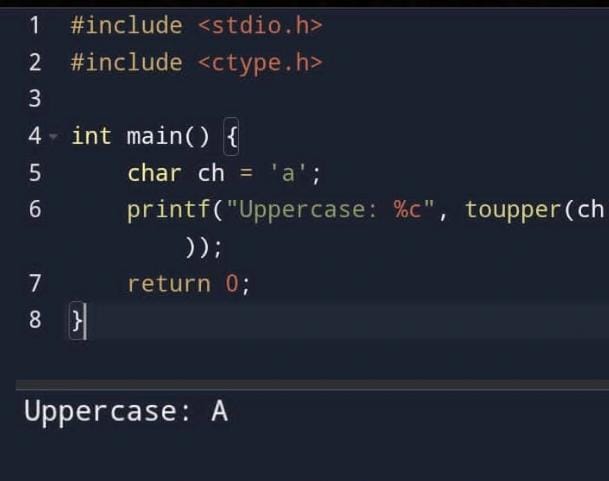 1 #include <stdio.h>
2 #include <ctype.h>
3
4 int main() {
5 char ch = 'a';
6 printf("Uppercase: %c", toupper(ch
));
7 return 0;
8 }
Uppercase: A